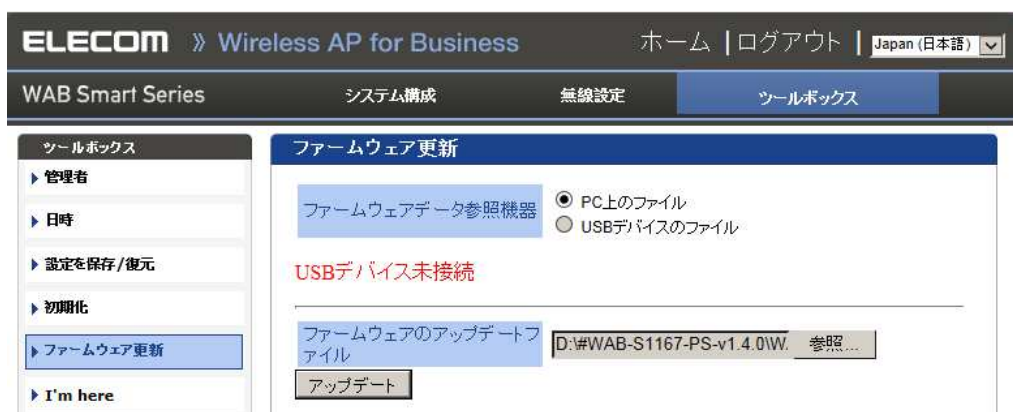 ELECOM » Wireless AP for Business ホーム | ログアウト | Japan (日本語)
WAB Smart Series システム構成 無線設定 ツールボックス
ツールボックス
管理者
日時
設定を保存/復元
初期化
ファームウェア更新
I'm here
ファームウェア更新
ファームウェアデータ参照機器
PC上のファイル
USBデバイスのファイル
USBデバイス未接続
ファームウェアのアップデートフ
ァイル
D:\#WAB-S1167-PS-v1.4.0\W. 参照...
アップデート